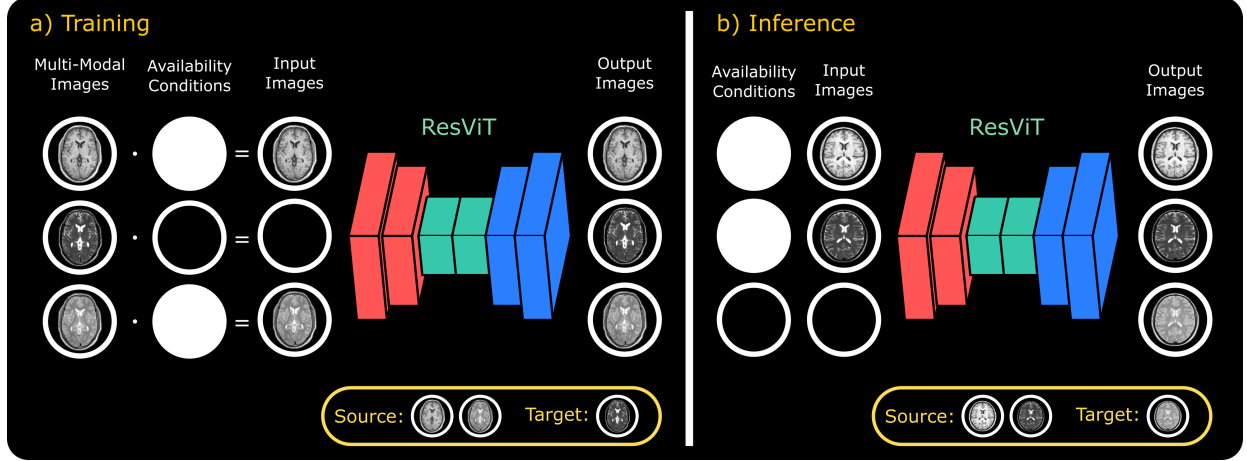 a) Training
Multi-Modal
Images
Availability
Conditions
Input
Images
Output
Images
ResViT
· =
· =
· =
Source:
Target:
b) Inference
Availability
Conditions
Input
Images
Output
Images
ResViT
Source:
Target: